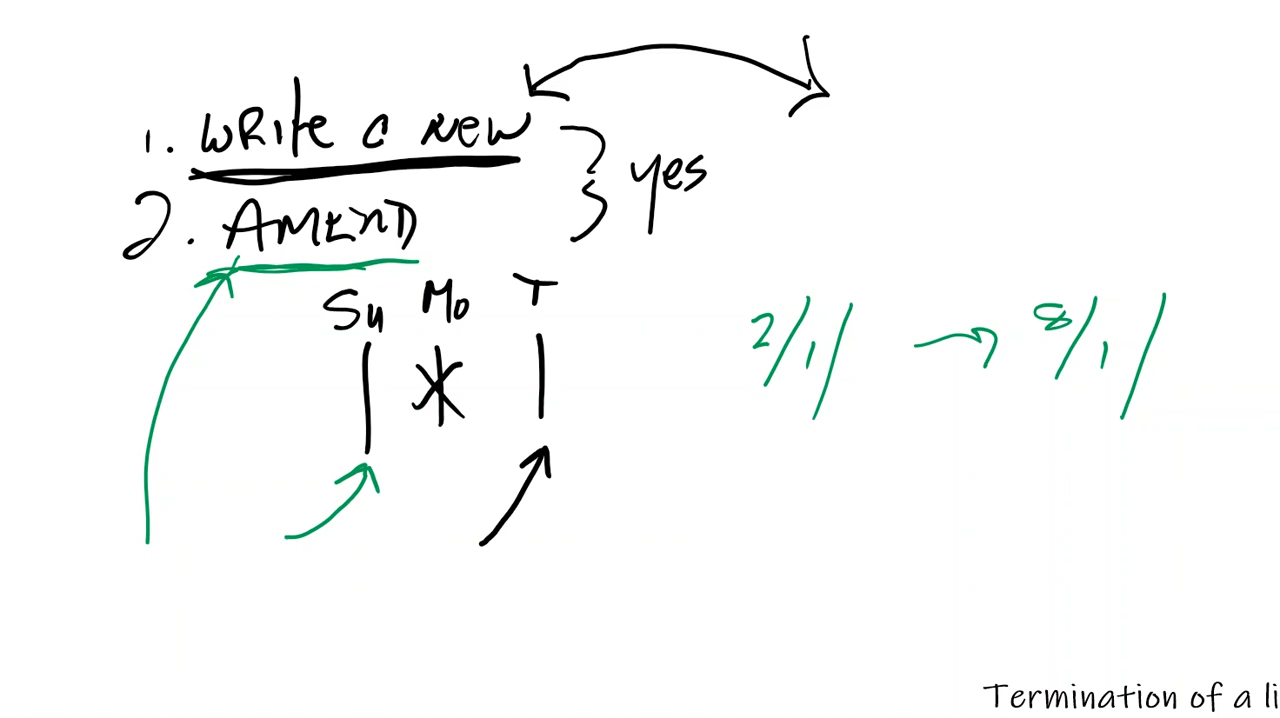 1. WRITE a NEW
2. AMEND
yes
Su Mo T
2/1/ → 8/1/
Termination of a li